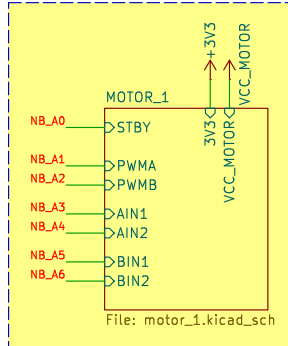 +3V3
VCC_MOTOR
MOTOR_1
3V3
VCC_MOTOR
NB_A0 STBY
NB_A1 PWMA
NB_A2 PWMB
NB_A3 AIN1
NB_A4 AIN2
NB_A5 BIN1
NB_A6 BIN2
File: motor_1.kicad_sch